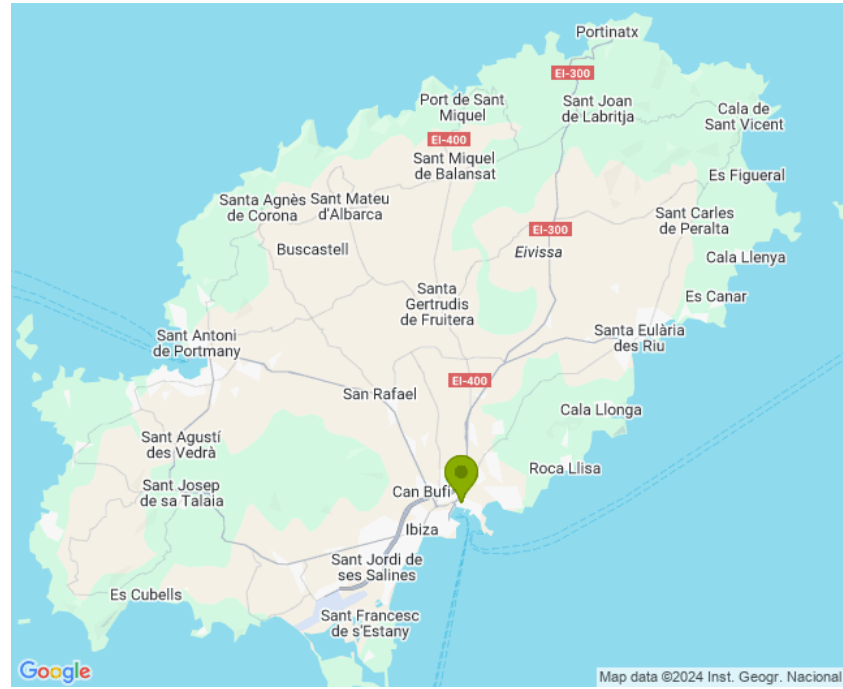 Portinatx
EI-300
Port de Sant
Miquel
Sant Joan
de Labritja
Cala de
Sant Vicent
EI-400
Sant Miquel
de Balansat
Es Figueral
Santa Agnès
de Corona
Sant Mateu
d'Albarca
Sant Carles
de Peralta
EI-300
Buscastell
Eivissa
Cala Llenya
Santa
Gertrudis
de Fruitera
Es Canar
Sant Antoni
de Portmany
Santa Eulària
des Riu
EI-400
San Rafael
Cala Llonga
Sant Agustí
des Vedrà
Roca Llisa
Sant Josep
de sa Talaia
Can Bufí
Ibiza
Sant Jordi de
ses Salines
Es Cubells
Sant Francesc
de s'Estany
Google
Map data ©2024 Inst. Geogr. Nacional